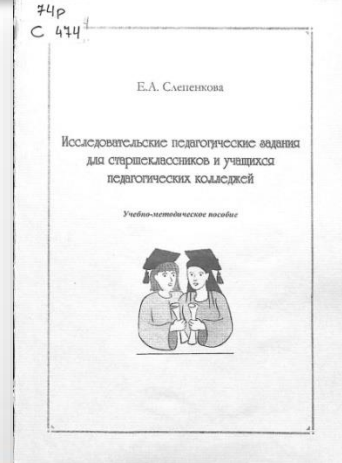 74р
С 474
Е.А. Слепенкова
Исследовательские педагогические задания
для старшеклассников и учащихся
педагогических колледжей
Учебно-методическое пособие